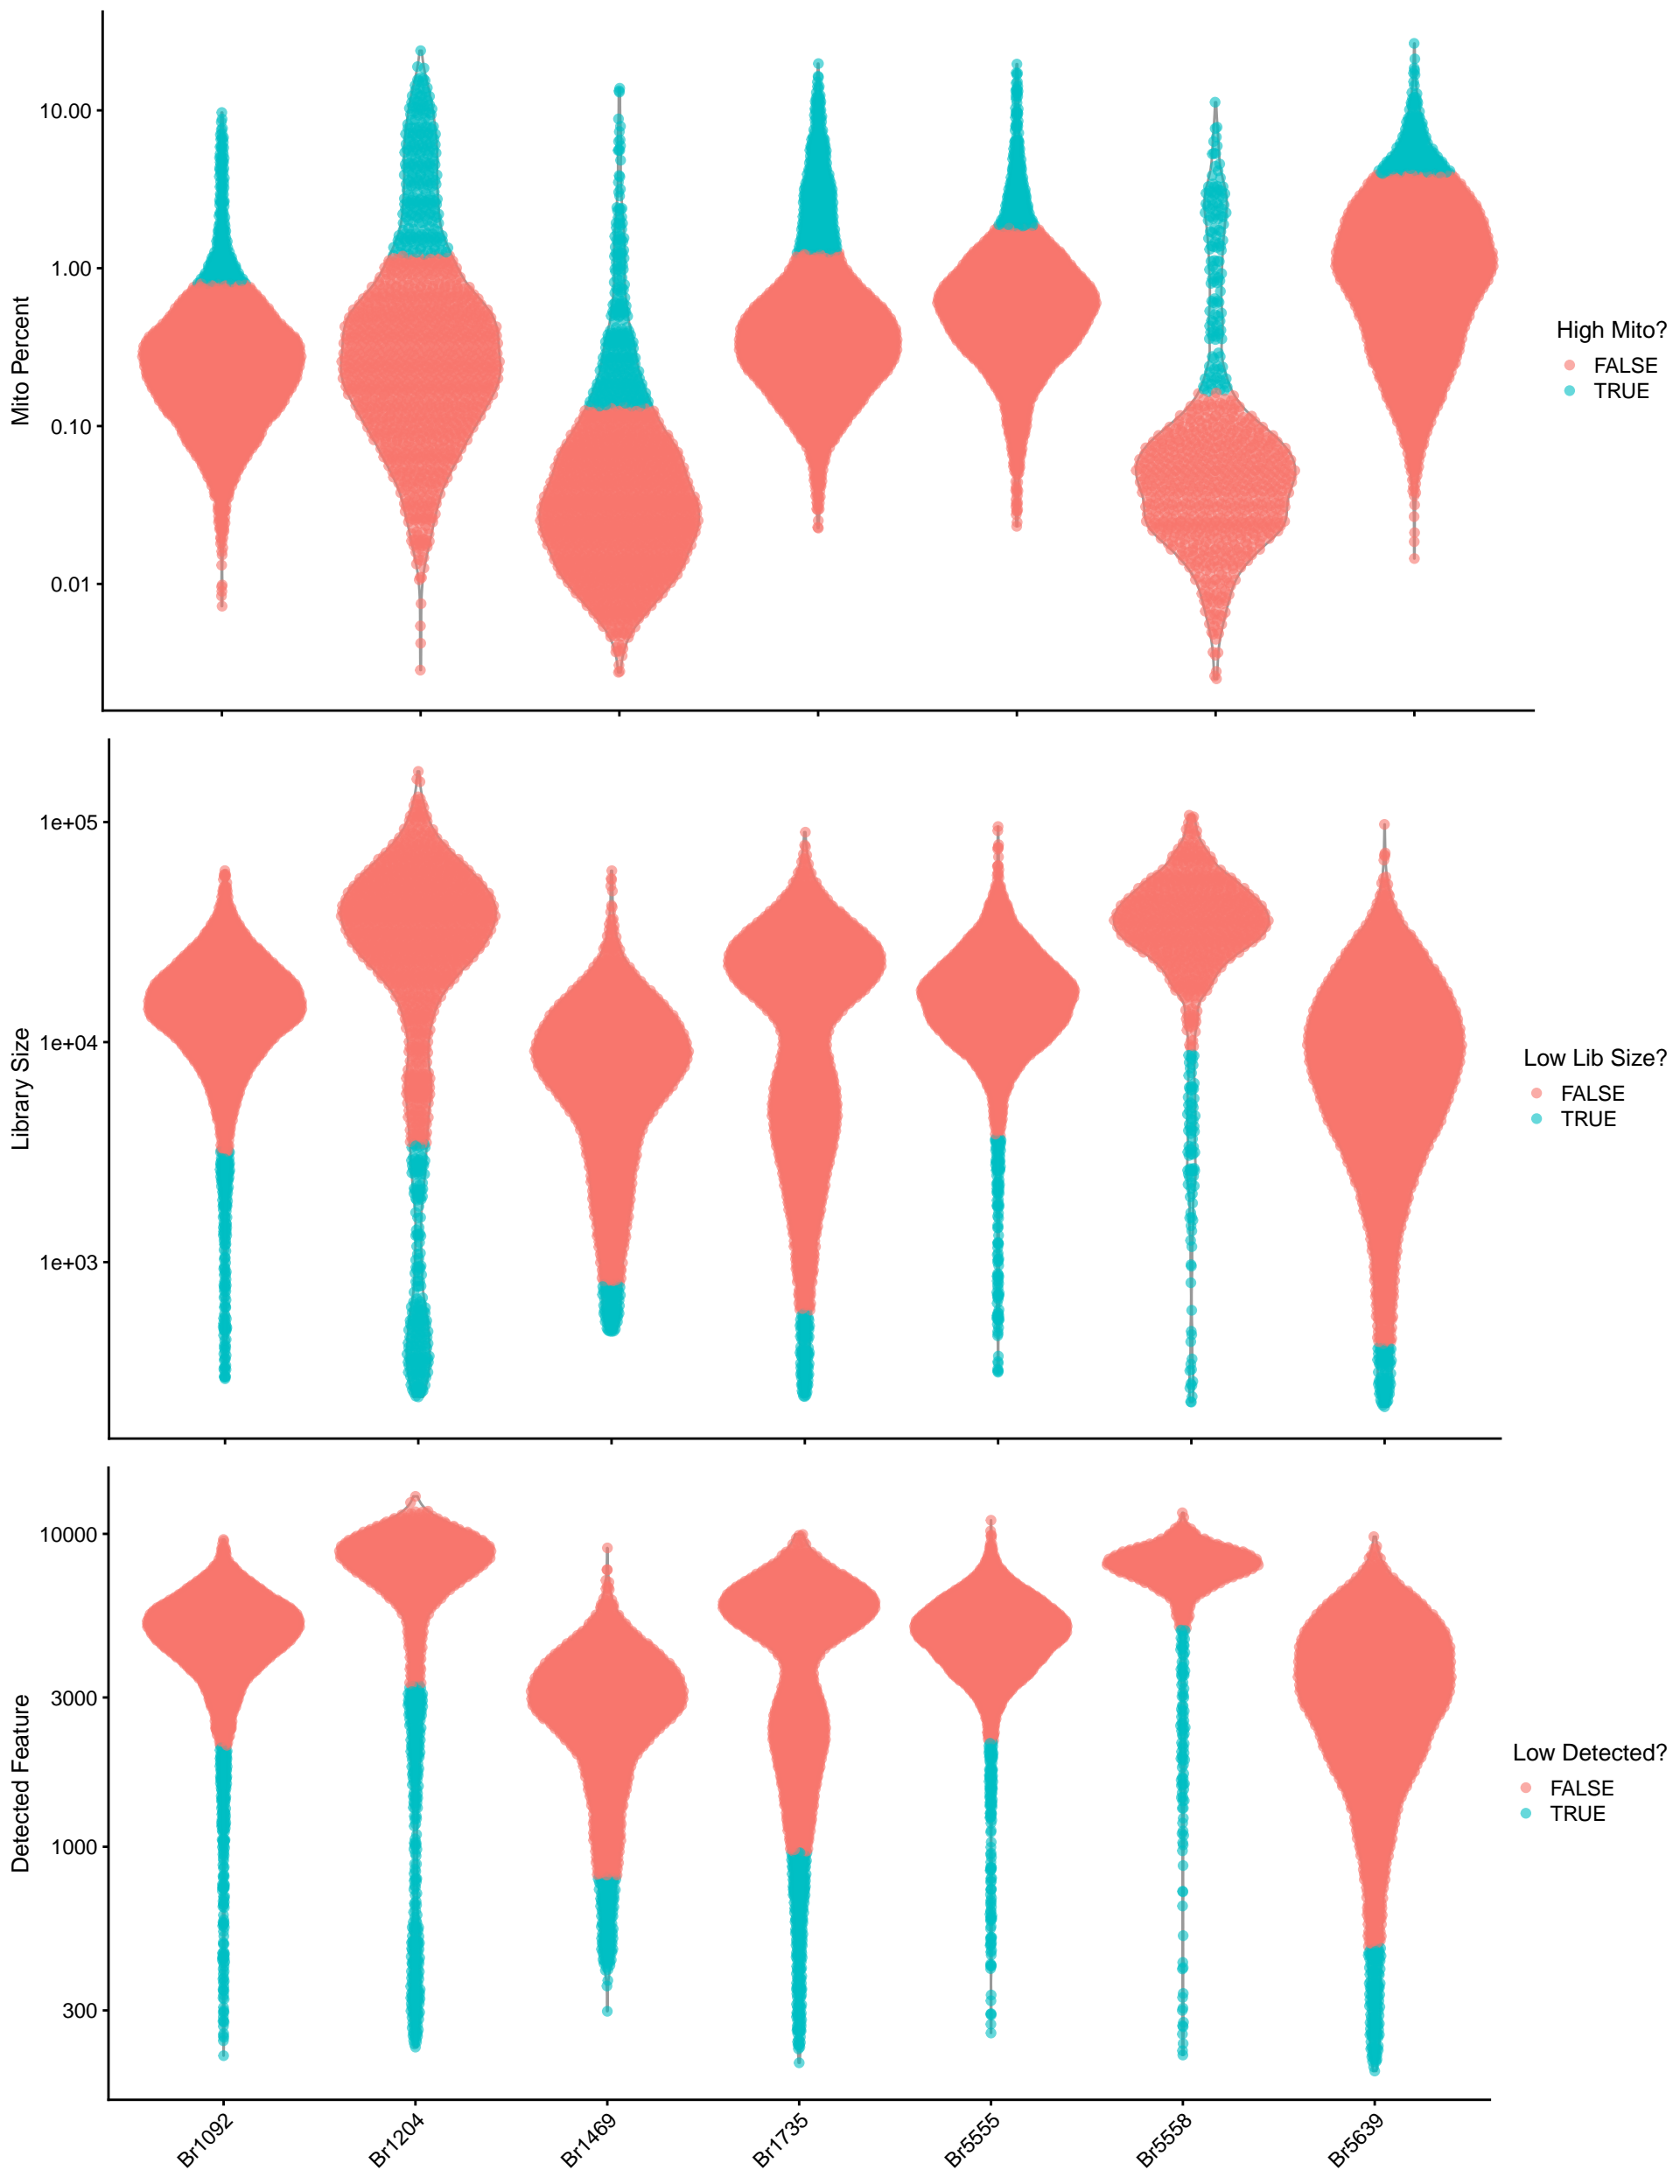 Mito Percent
10.00
1.00
0.10
0.01
High Mito?
FALSE
TRUE
Library Size
1e+05
1e+04
1e+03
Low Lib Size?
FALSE
TRUE
Detected Feature
10000
3000
1000
300
Low Detected?
FALSE
TRUE
Br1092
Br1204
Br1469
Br1735
Br5555
Br5558
Br5639